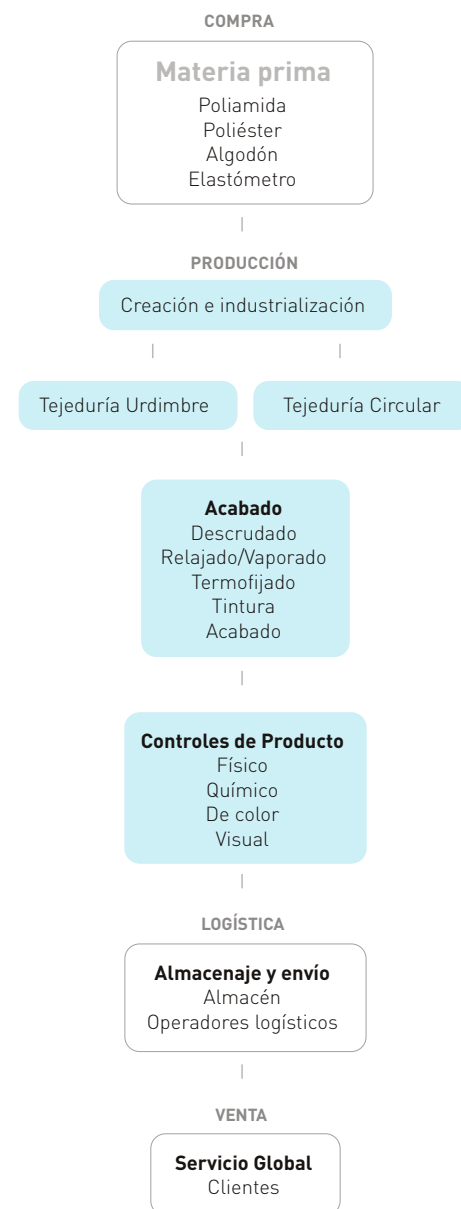 COMPRA
Materia prima
Poliamida
Poliéster
Algodón
Elastómetro
PRODUCCIÓN
Creación e industrialización
Tejeduría Urdimbre
Tejeduría Circular
Acabado
Descrudado
Relajado/Vaporado
Termofijado
Tintura
Acabado
Controles de Producto
Físico
Químico
De color
Visual
LOGÍSTICA
Almacenaje y envío
Almacén
Operadores logísticos
VENTA
Servicio Global
Clientes